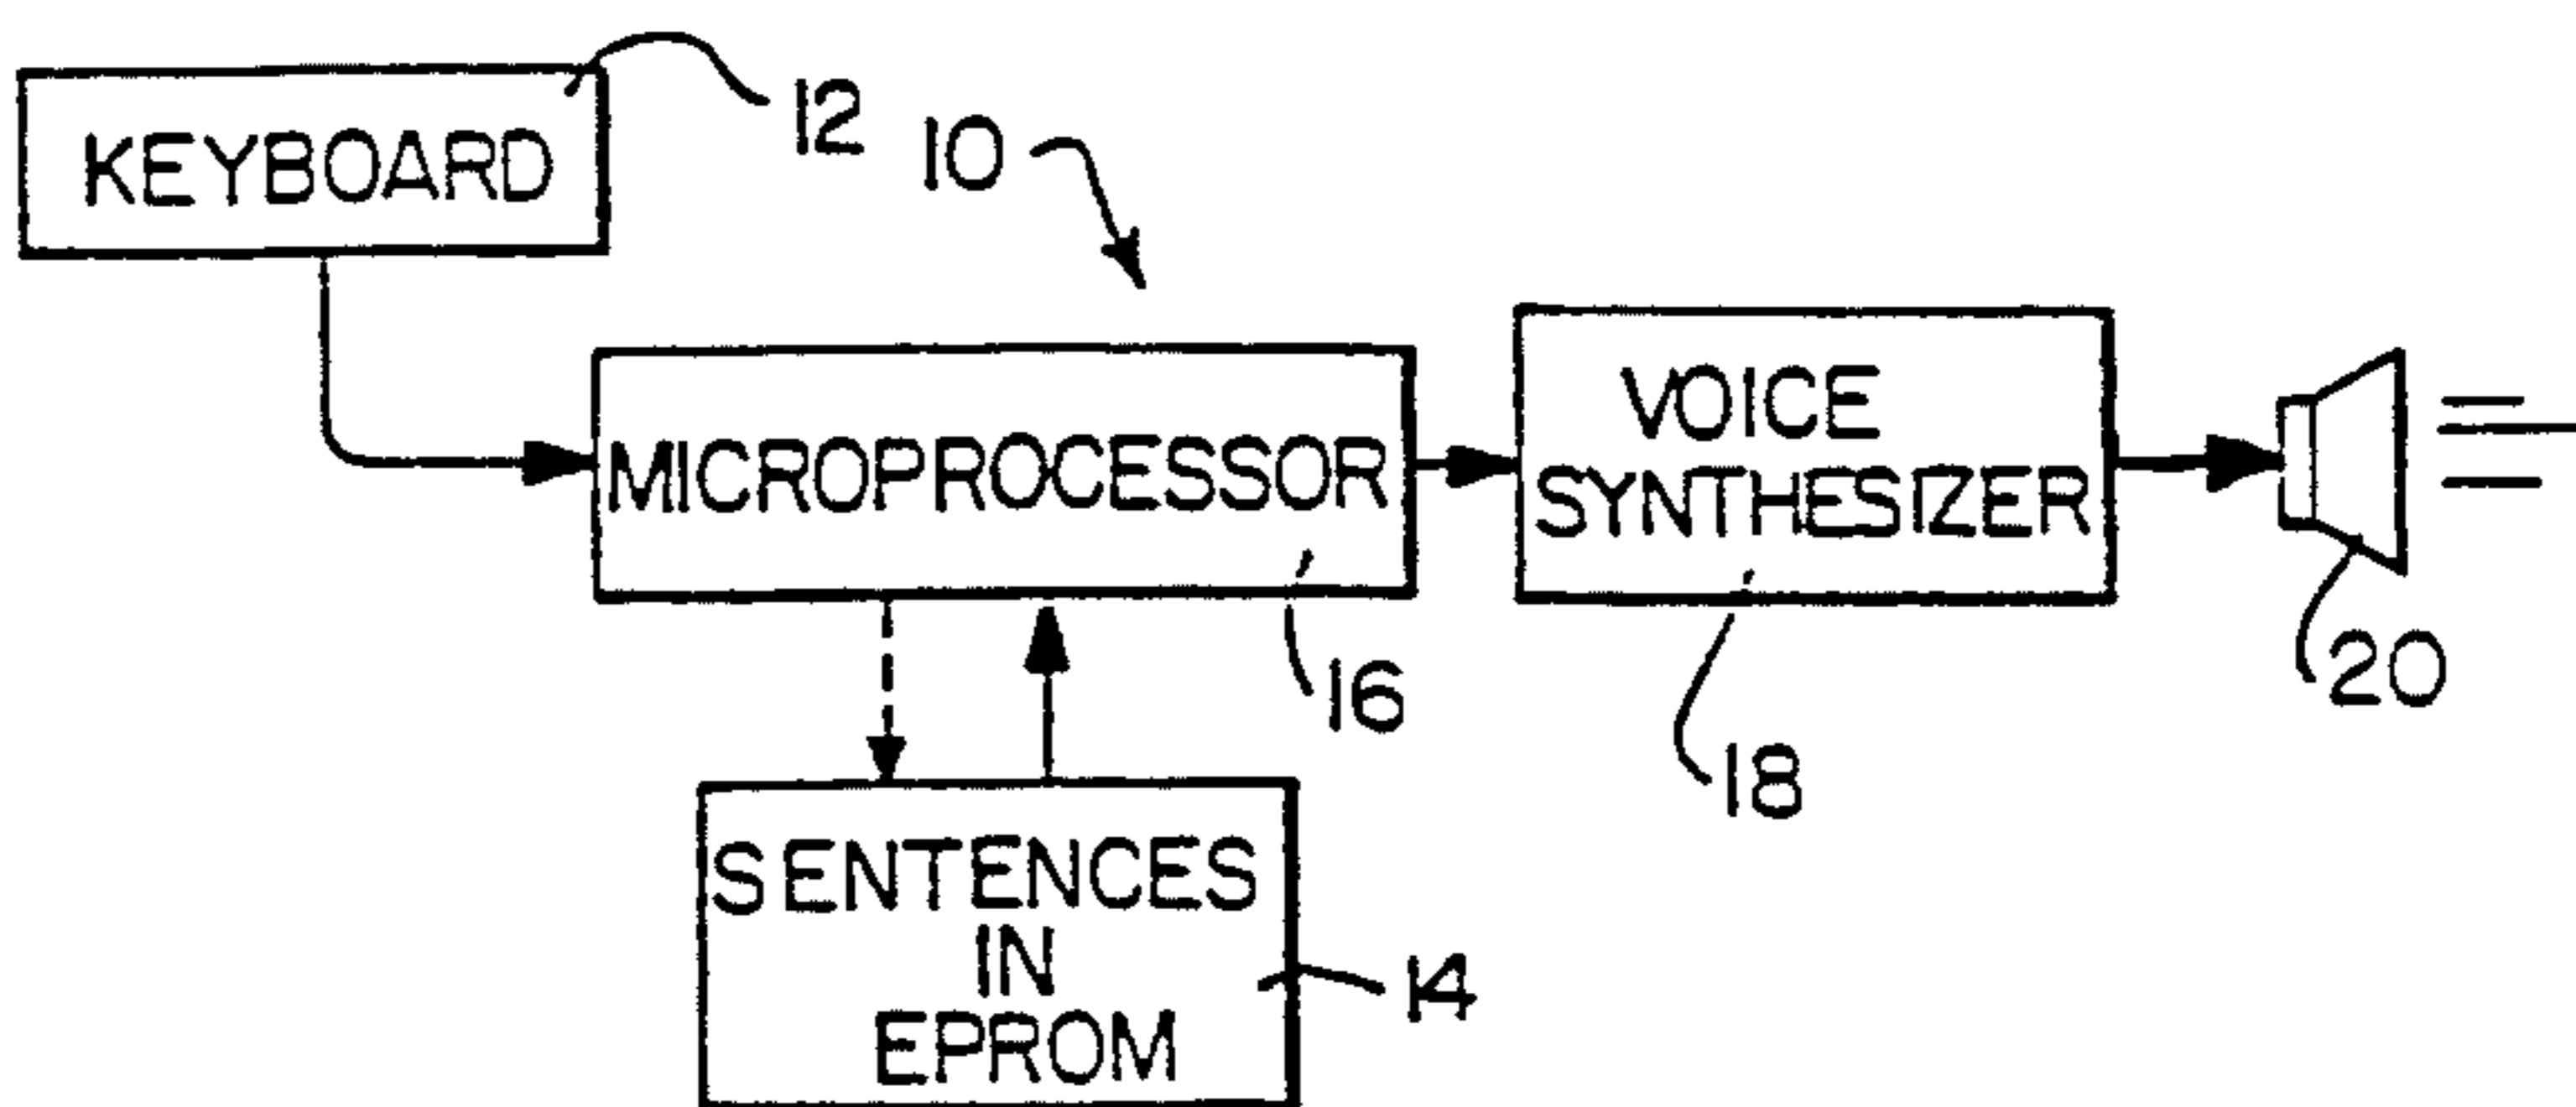 KEYBOARD
12
10
MICROPROCESSOR
16
VOICE
SYNTHESIZER
18
20
SENTENCES
IN
EPROM
14